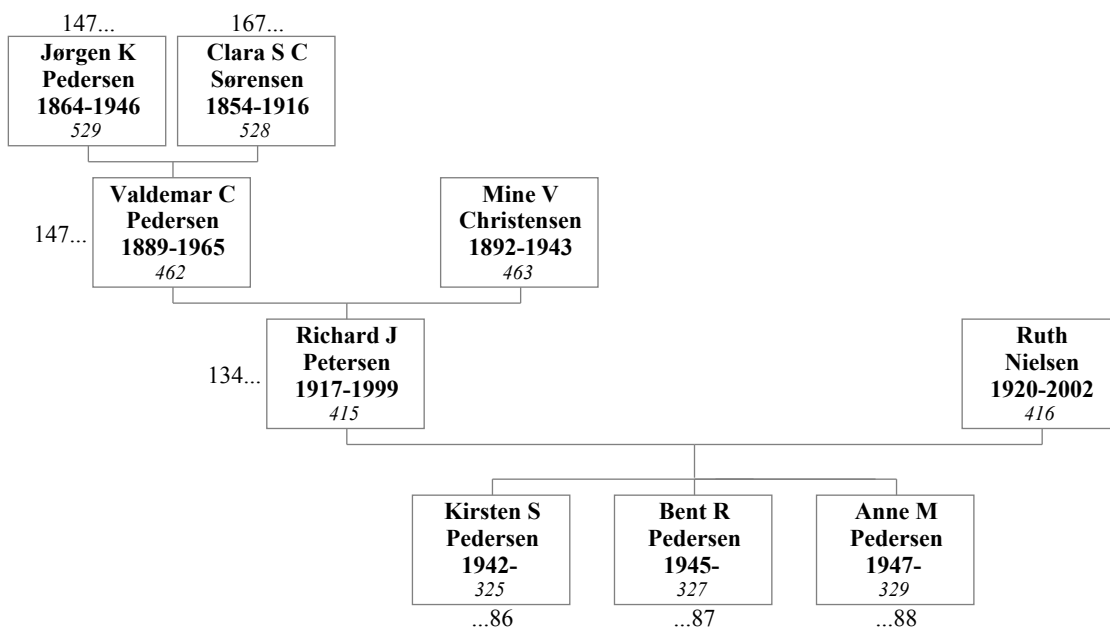 147...
167...
Jørgen K
Pedersen
1864-1946
529
Clara S C
Sørensen
1854-1916
528
147...
Valdemar C
Pedersen
1889-1965
462
Mine V
Christensen
1892-1943
463
134...
Richard J
Petersen
1917-1999
415
Ruth
Nielsen
1920-2002
416
Kirsten S
Pedersen
1942-
325
Bent R
Pedersen
1945-
327
Anne M
Pedersen
1947-
329
...86
...87
...88